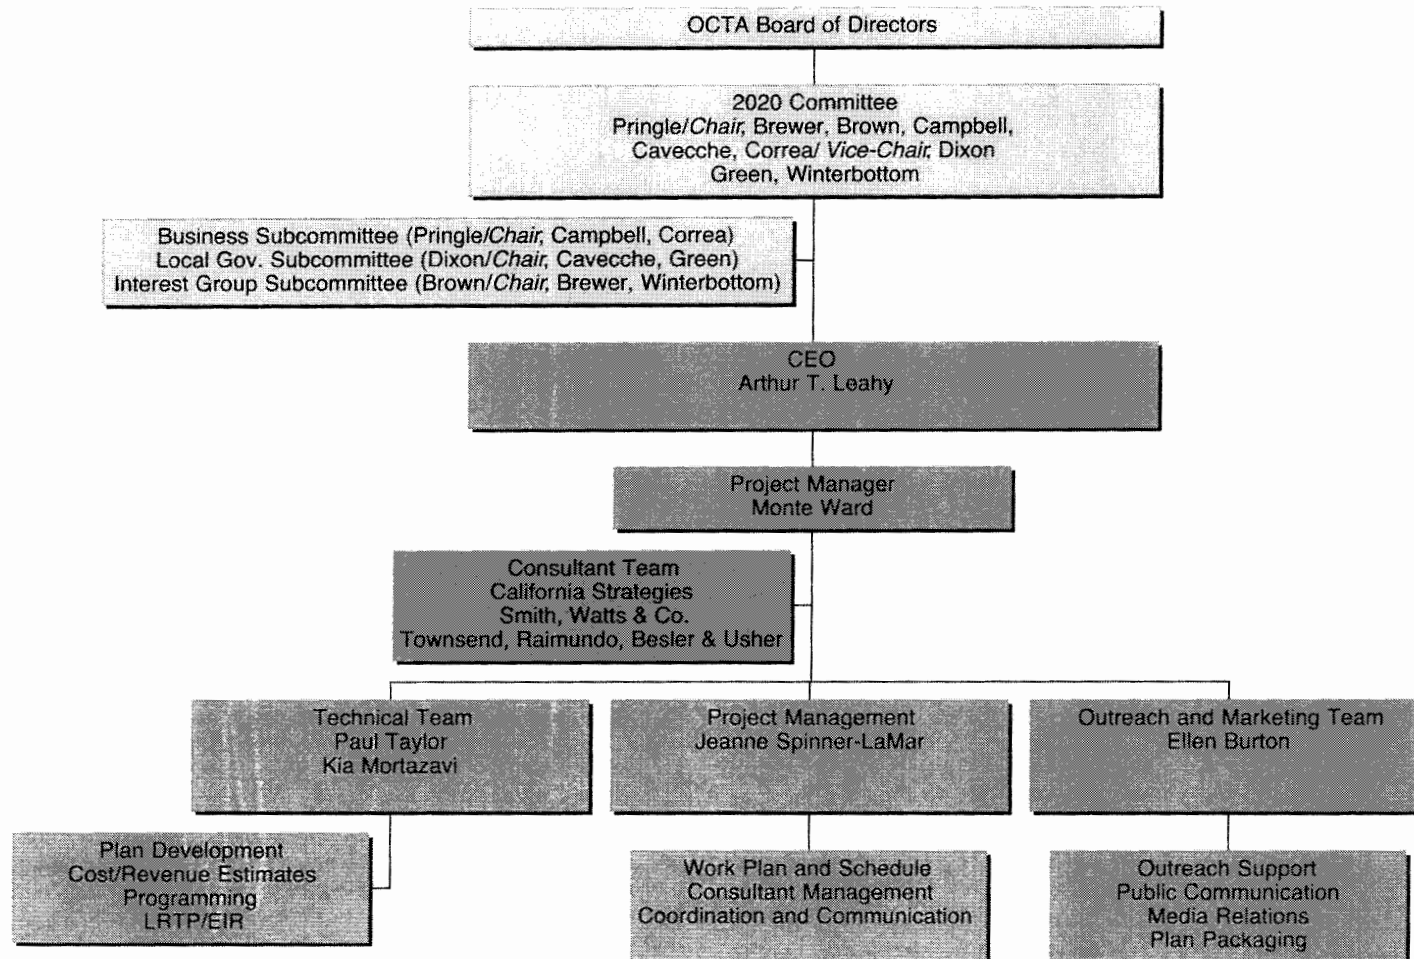 OCTA Board of Directors
2020 Committee
Pringle/Chair, Brewer, Brown, Campbell,
Cavecche, Correa/ Vice-Chair, Dixon
Green, Winterbottom
Business Subcommittee (Pringle/Chair, Campbell, Correa)
Local Gov. Subcommittee (Dixon/Chair, Cavecche, Green)
Interest Group Subcommittee (Brown/Chair, Brewer, Winterbottom)
CEO
Arthur T. Leahy
Project Manager
Monte Ward
Consultant Team
California Strategies
Smith, Watts & Co.
Townsend, Raimundo, Besler & Usher
Technical Team
Paul Taylor
Kia Mortazavi
Project Management
Jeanne Spinner-LaMar
Outreach and Marketing Team
Ellen Burton
Plan Development
Cost/Revenue Estimates
Programming
LRTP/EIR
Work Plan and Schedule
Consultant Management
Coordination and Communication
Outreach Support
Public Communication
Media Relations
Plan Packaging